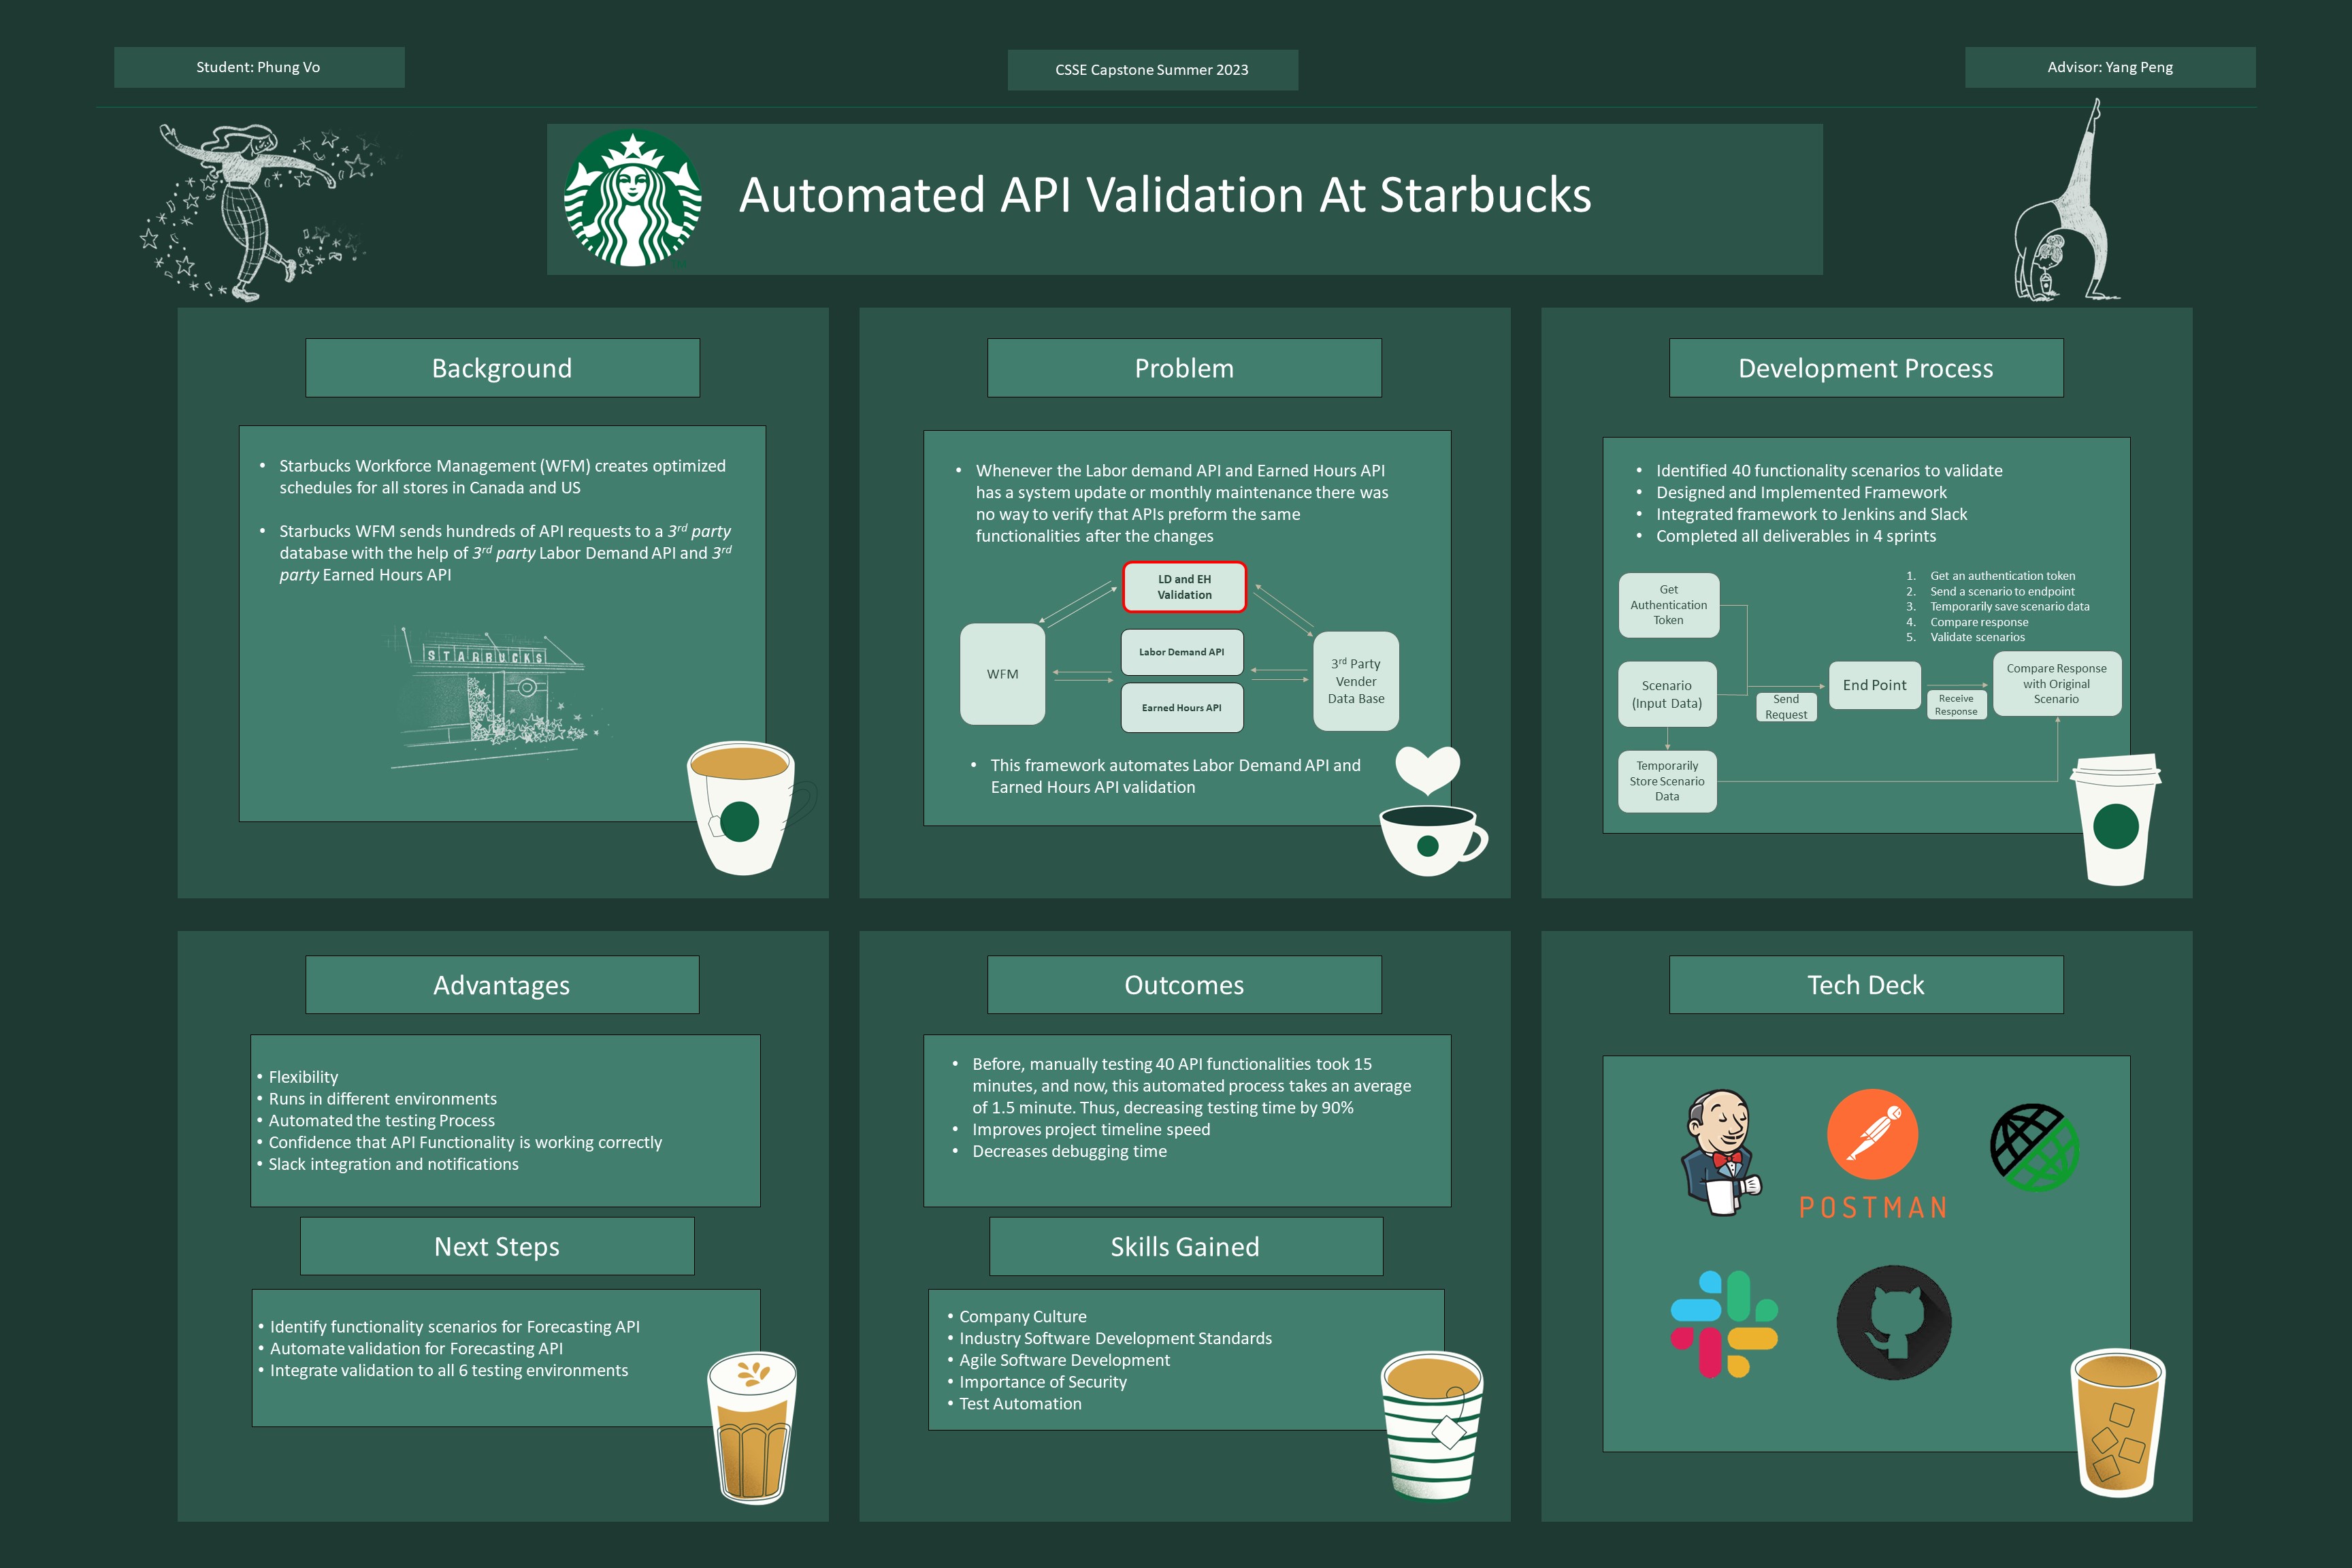 Student: Phung Vo
CSSE Capstone Summer 2023
Advisor: Yang Peng
Automated API Validation At Starbucks
Background
• Starbucks Workforce Management (WFM) creates optimized
schedules for all stores in Canada and US
• Starbucks WFM sends hundreds of API requests to a 3rd party
database with the help of 3rd party Labor Demand API and 3rd
party Earned Hours API
STARBUCKS
Problem
• Whenever the Labor demand API and Earned Hours API
has a system update or monthly maintenance there was
no way to verify that APIs preform the same
functionalities after the changes
LD and EH
Validation
WFM
Labor Demand API
Earned Hours API
3rd Party
Vender
Data Base
• This framework automates Labor Demand API and
Earned Hours API validation
Development Process
• Identified 40 functionality scenarios to validate
• Designed and Implemented Framework
• Integrated framework to Jenkins and Slack
• Completed all deliverables in 4 sprints
1. Get an authentication token
2. Send a scenario to endpoint
3. Temporarily save scenario data
4. Compare response
5. Validate scenarios
Get
Authentication
Token
Scenario
(Input Data)
Send
Request
End Point
Receive
Response
Compare Response
with Original
Scenario
Temporarily
Store Scenario
Data
Advantages
• Flexibility
• Runs in different environments
• Automated the testing Process
• Confidence that API Functionality is working correctly
• Slack integration and notifications
Next Steps
• Identify functionality scenarios for Forecasting API
• Automate validation for Forecasting API
• Integrate validation to all 6 testing environments
Outcomes
• Before, manually testing 40 API functionalities took 15
minutes, and now, this automated process takes an average
of 1.5 minute. Thus, decreasing testing time by 90%
• Improves project timeline speed
• Decreases debugging time
Skills Gained
• Company Culture
• Industry Software Development Standards
• Agile Software Development
• Importance of Security
• Test Automation
Tech Deck
POSTMAN